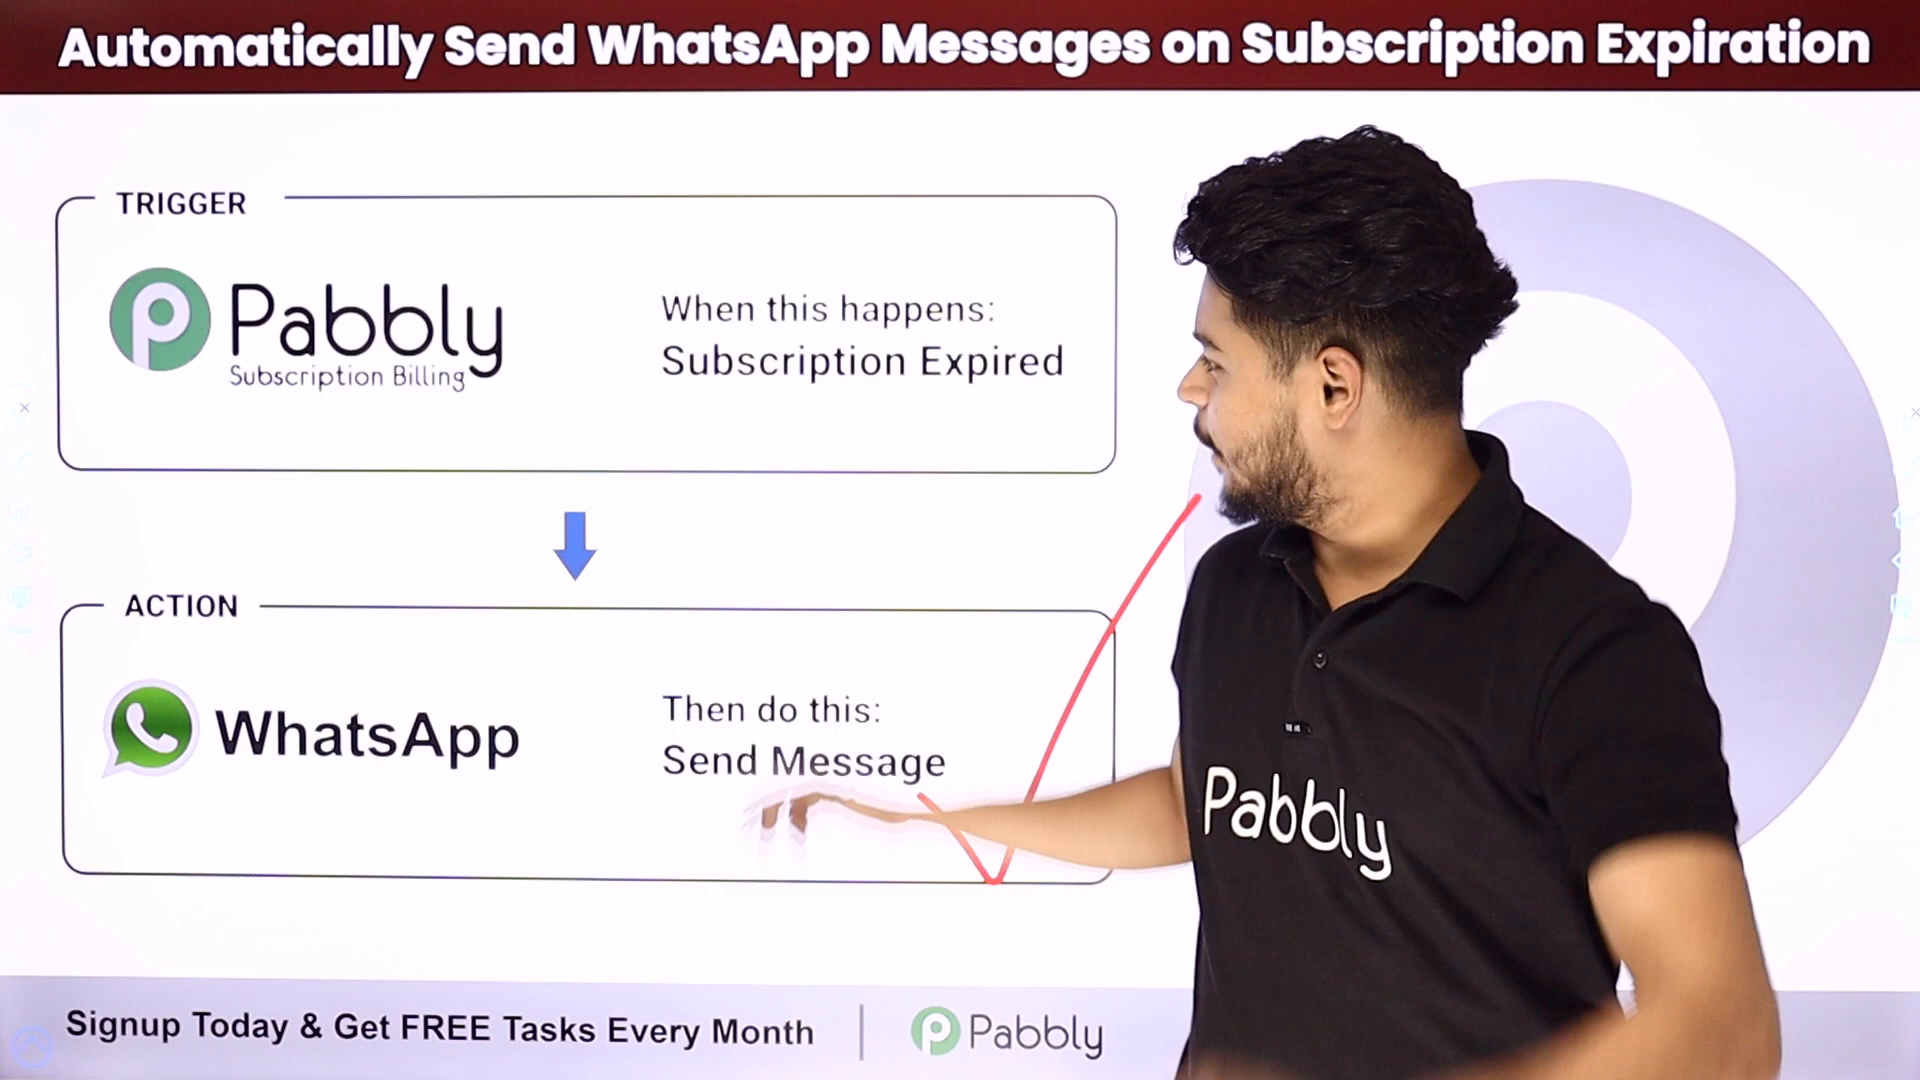 Automatically Send WhatsApp Messages on Subscription Expiration
TRIGGER
Pabbly
Subscription Billing
When this happens:
Subscription Expired
ACTION
WhatsApp
Then do this:
Send Message
Pabbly
Signup Today & Get FREE Tasks Every Month
Pabbly